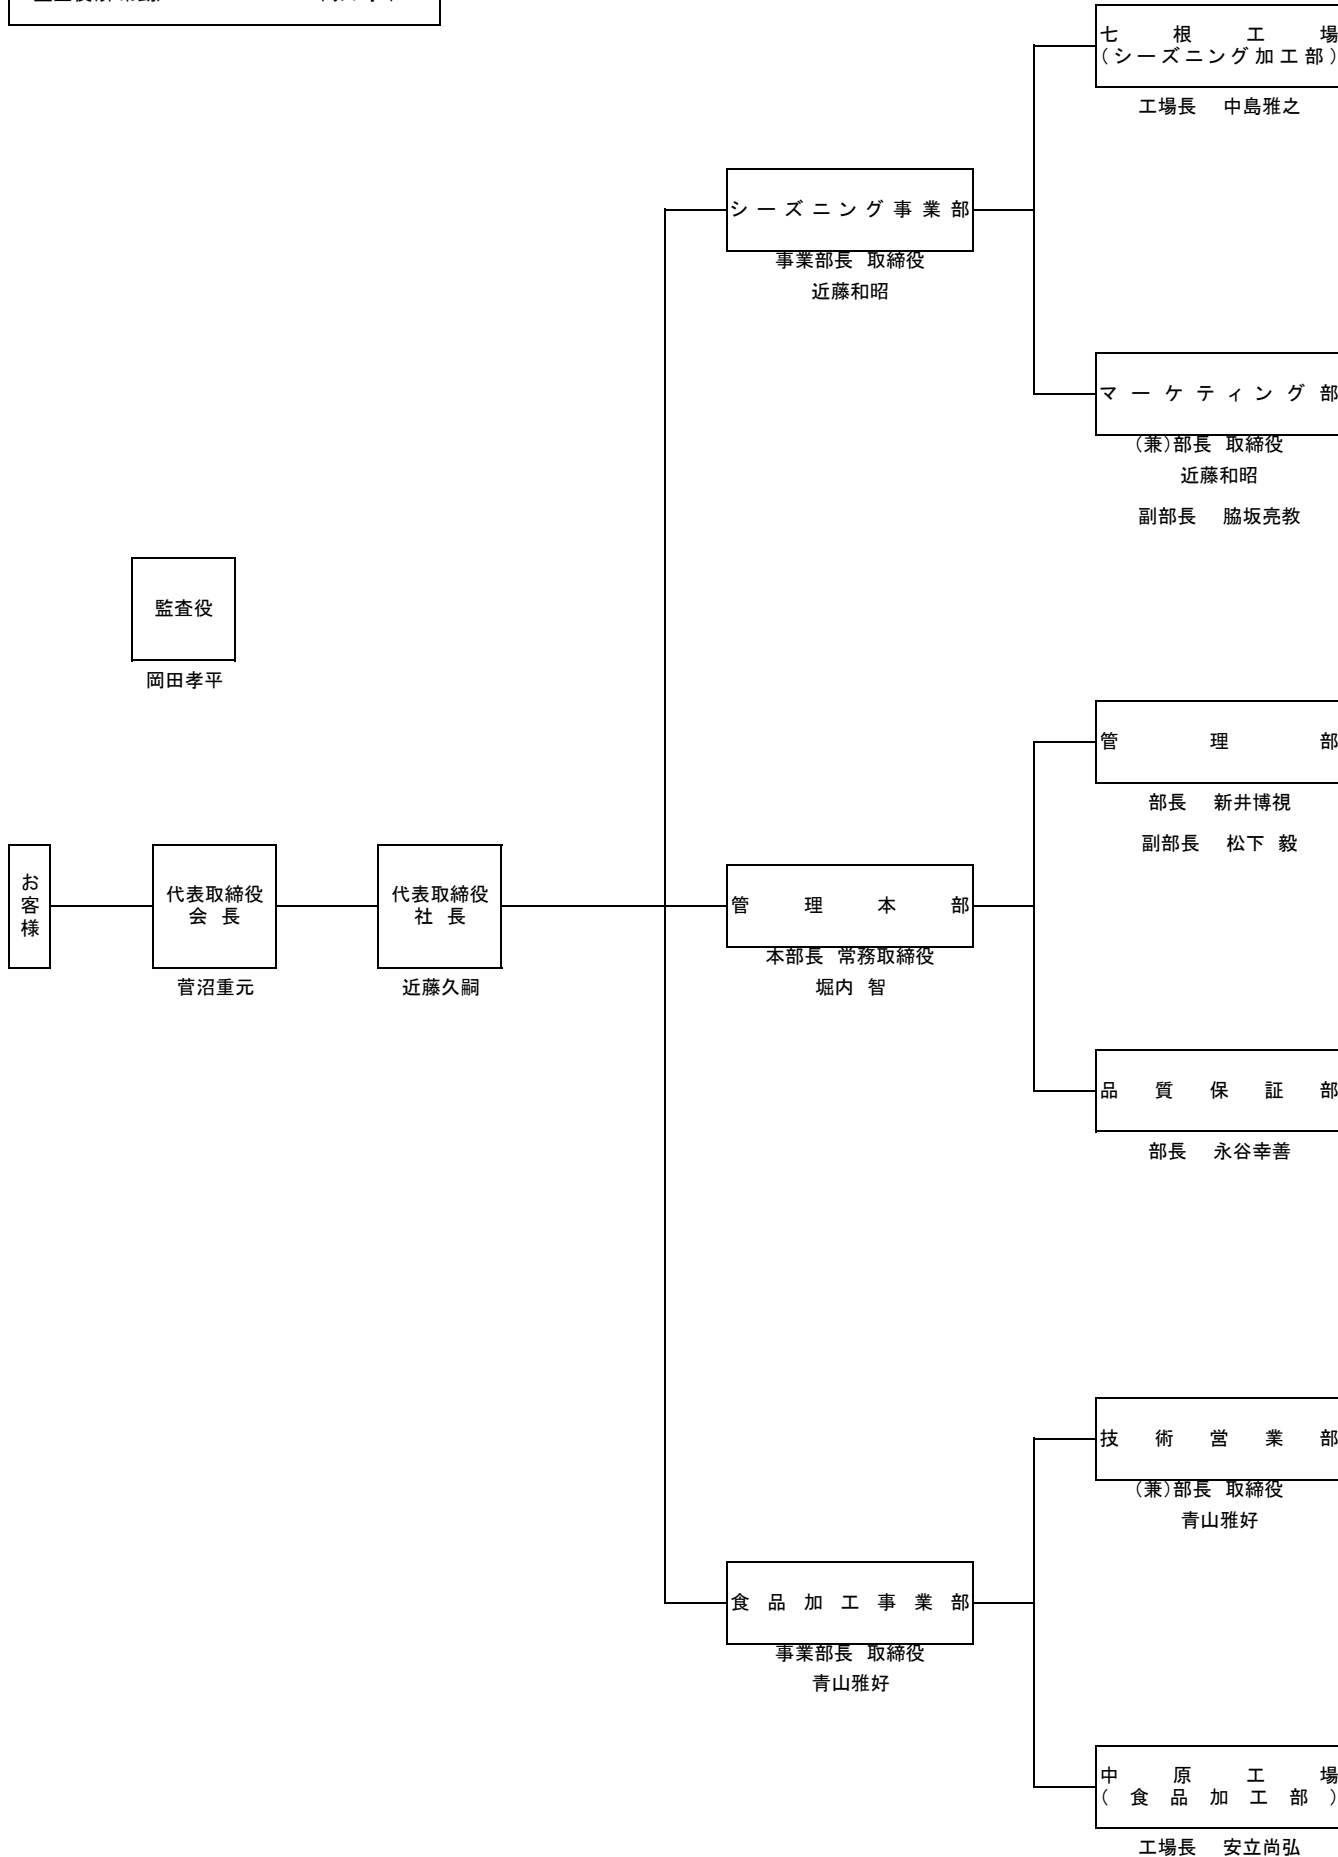 七根工場
（シーズニング加工部）
工場長 中島雅之
シーズニング事業部
事業部長 取締役
近藤和昭
マーケティング部
（兼）部長 取締役
近藤和昭
副部長 脇坂亮教
監査役
岡田孝平
管理部
部長 新井博視
副部長 松下 毅
お客様
代表取締役
会 長
菅沼重元
代表取締役
社 長
近藤久嗣
管理本部
本部長 常務取締役
堀内 智
品質保証部
部長 永谷幸善
技術営業部
（兼）部長 取締役
青山雅好
食品加工事業部
事業部長 取締役
青山雅好
中原工場
（食品加工部）
工場長 安立尚弘